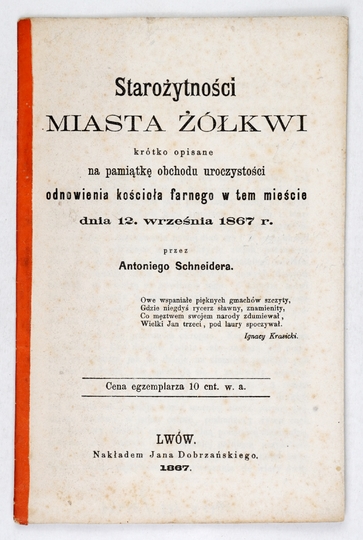 Starożytności
MIASTA ŻÓŁKWI
krótko opisane
na pamiątkę obchodu uroczystości
odnowienia kościoła farnego w tem mieście
dnia 12. września 1867 r.
przez
Antoniego Schneidera.
Owe wspaniałe pięknych gmachów szczyty,
Gdzie niegdyś rycerz sławny, znamienity,
Co męztwem swojem narody zdumiewał,
Wielki Jan trzeci, pod laury spoczywał.
Ignacy Krasicki.
Cena egzemplarza 10 cnt. w. a.
LWÓW.
Nakładem Jana Dobrzańskiego.
1867.